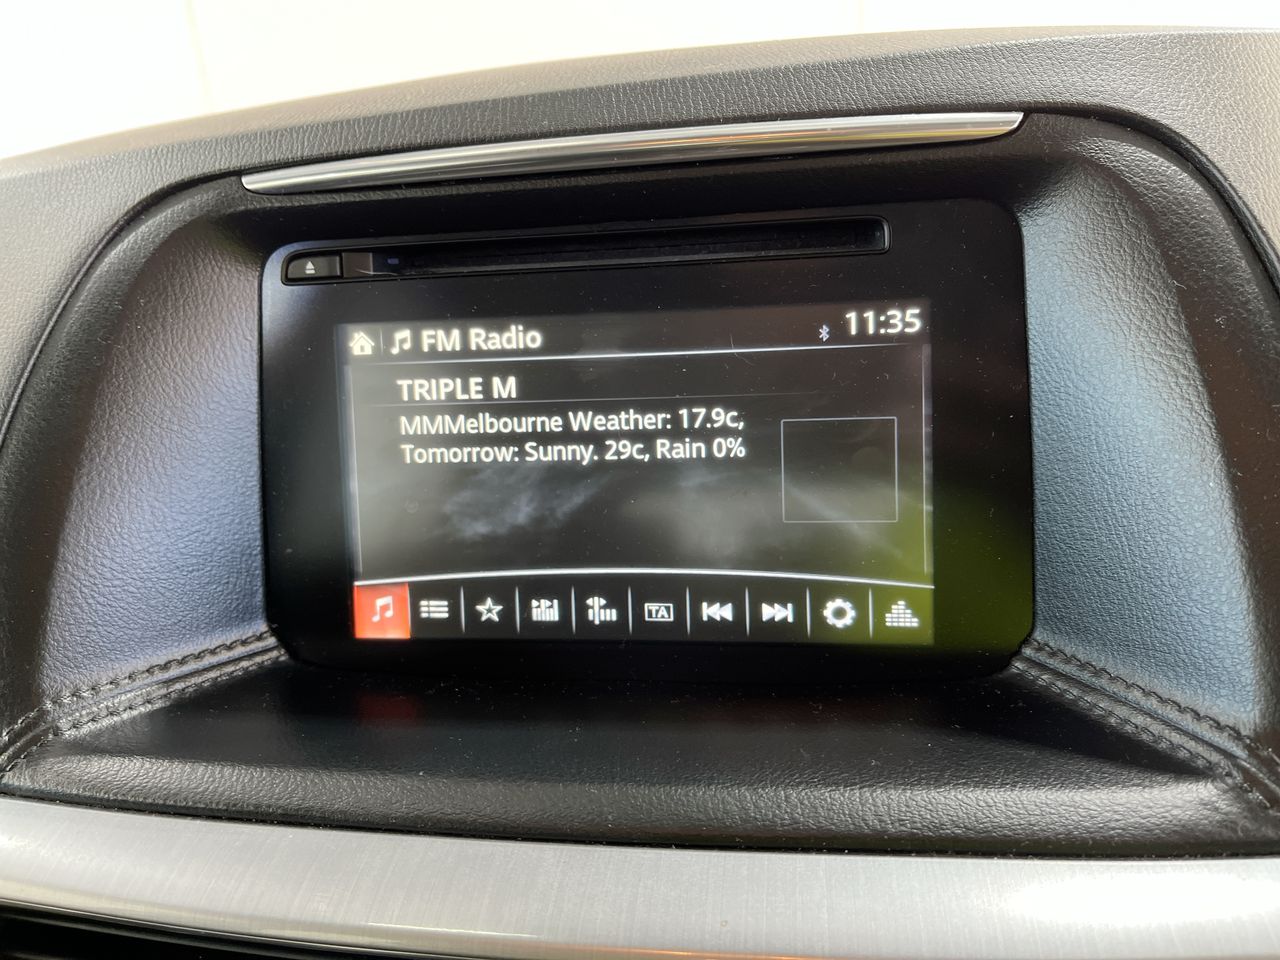 FM Radio
11:35
TRIPLE M
MMMelbourne Weather: 17.9c,
Tomorrow: Sunny. 29c, Rain 0%
TA